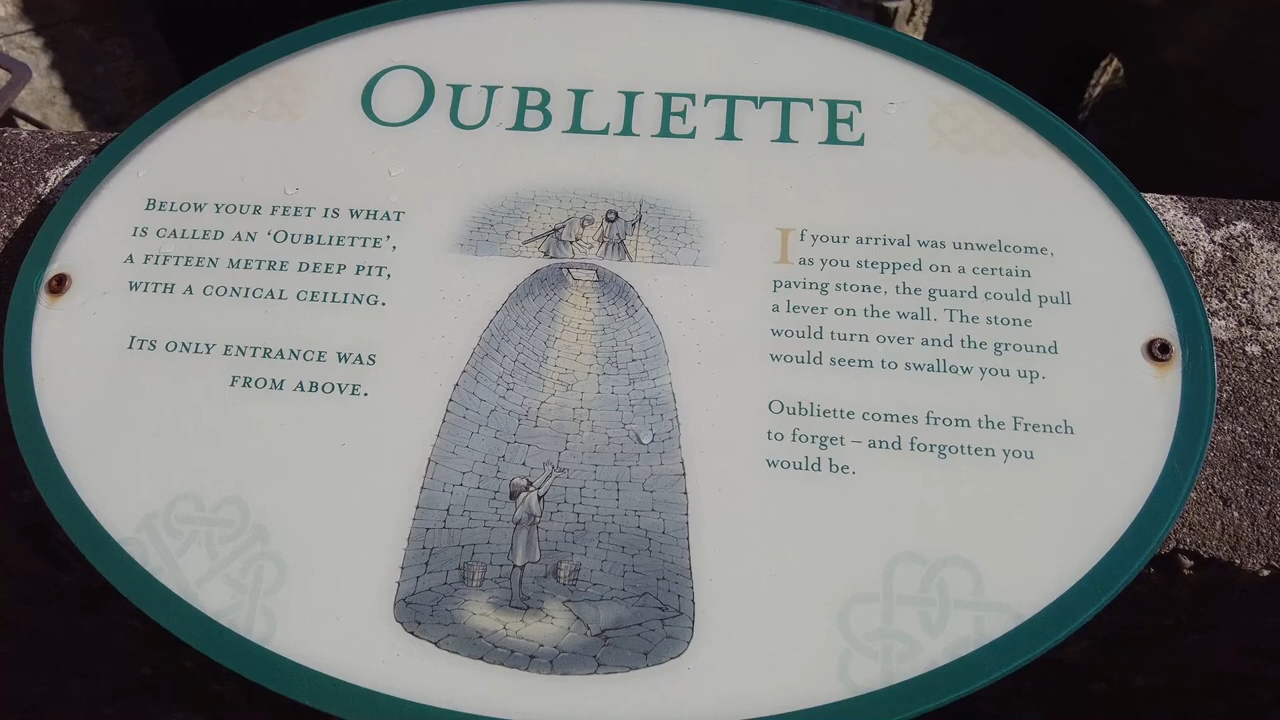 OUBLIETTE
BELOW YOUR FEET IS WHAT
IS CALLED AN ‘OUBLIETTE’,
A FIFTEEN METRE DEEP PIT,
WITH A CONICAL CEILING.
ITS ONLY ENTRANCE WAS
FROM ABOVE.
If your arrival was unwelcome,
as you stepped on a certain
paving stone, the guard could pull
a lever on the wall. The stone
would turn over and the ground
would seem to swallow you up.
Oubliette comes from the French
to forget – and forgotten you
would be.